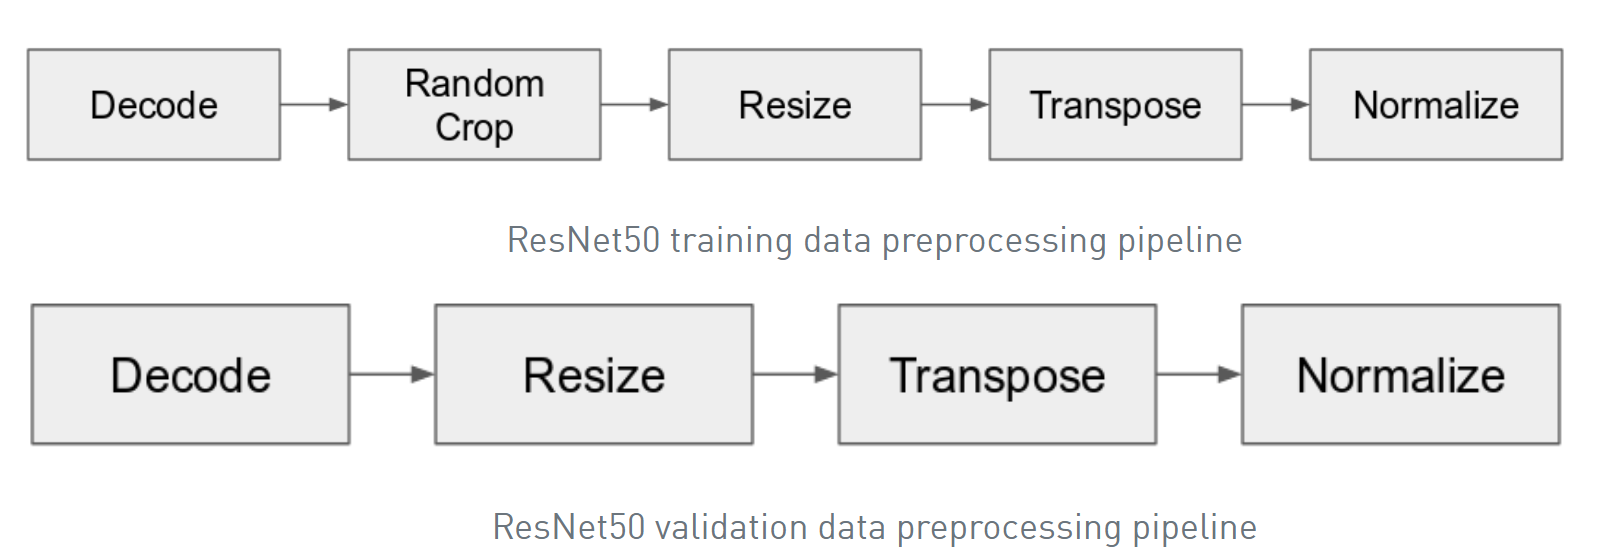 Decode
Random
Crop
Resize
Transpose
Normalize
ResNet50 training data preprocessing pipeline
Decode
Resize
Transpose
Normalize
ResNet50 validation data preprocessing pipeline